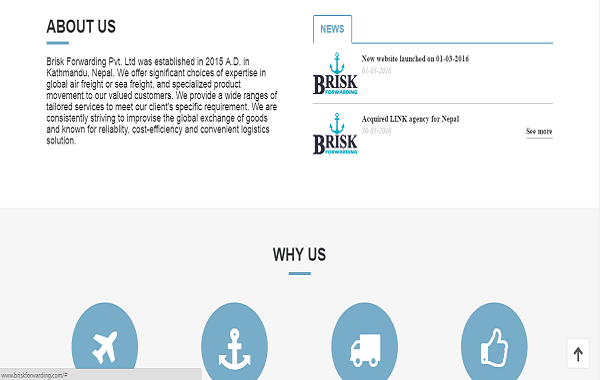 ABOUT US
Brisk Forwarding Pvt. Ltd was established in 2015 A.D. in
Kathmandu, Nepal. We offer significant choices of expertise in
global air freight or sea freight, and specialized product
movement to our valued customers. We provide a wide ranges of
tailored services to meet our client's specific requirement. We are
consistently striving to improvise the global exchange of goods
and known for reliablity, cost-efficiency and convenient logistics
solution.
NEWS
BRISK
FORWARDING
New website launched on 01-03-2016
01-03-2016
BRISK
FORWARDING
Acquired LINK agency for Nepal
30-03-2016
See more
WHY US
www.briskforwarding.com/#